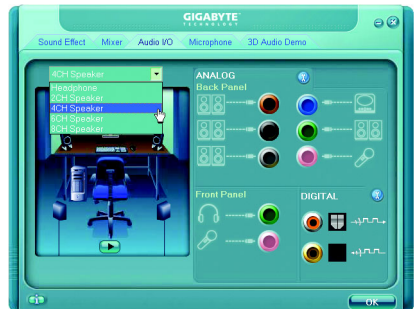 GIGABYTE
TECHNOLOGY
Sound Effect Mixer Audio I/O Microphone 3D Audio Demo
4CH Speaker
Headphone
2CH Speaker
4CH Speaker
6CH Speaker
8CH Speaker
ANALOG
Back Panel
Front Panel
DIGITAL
OK